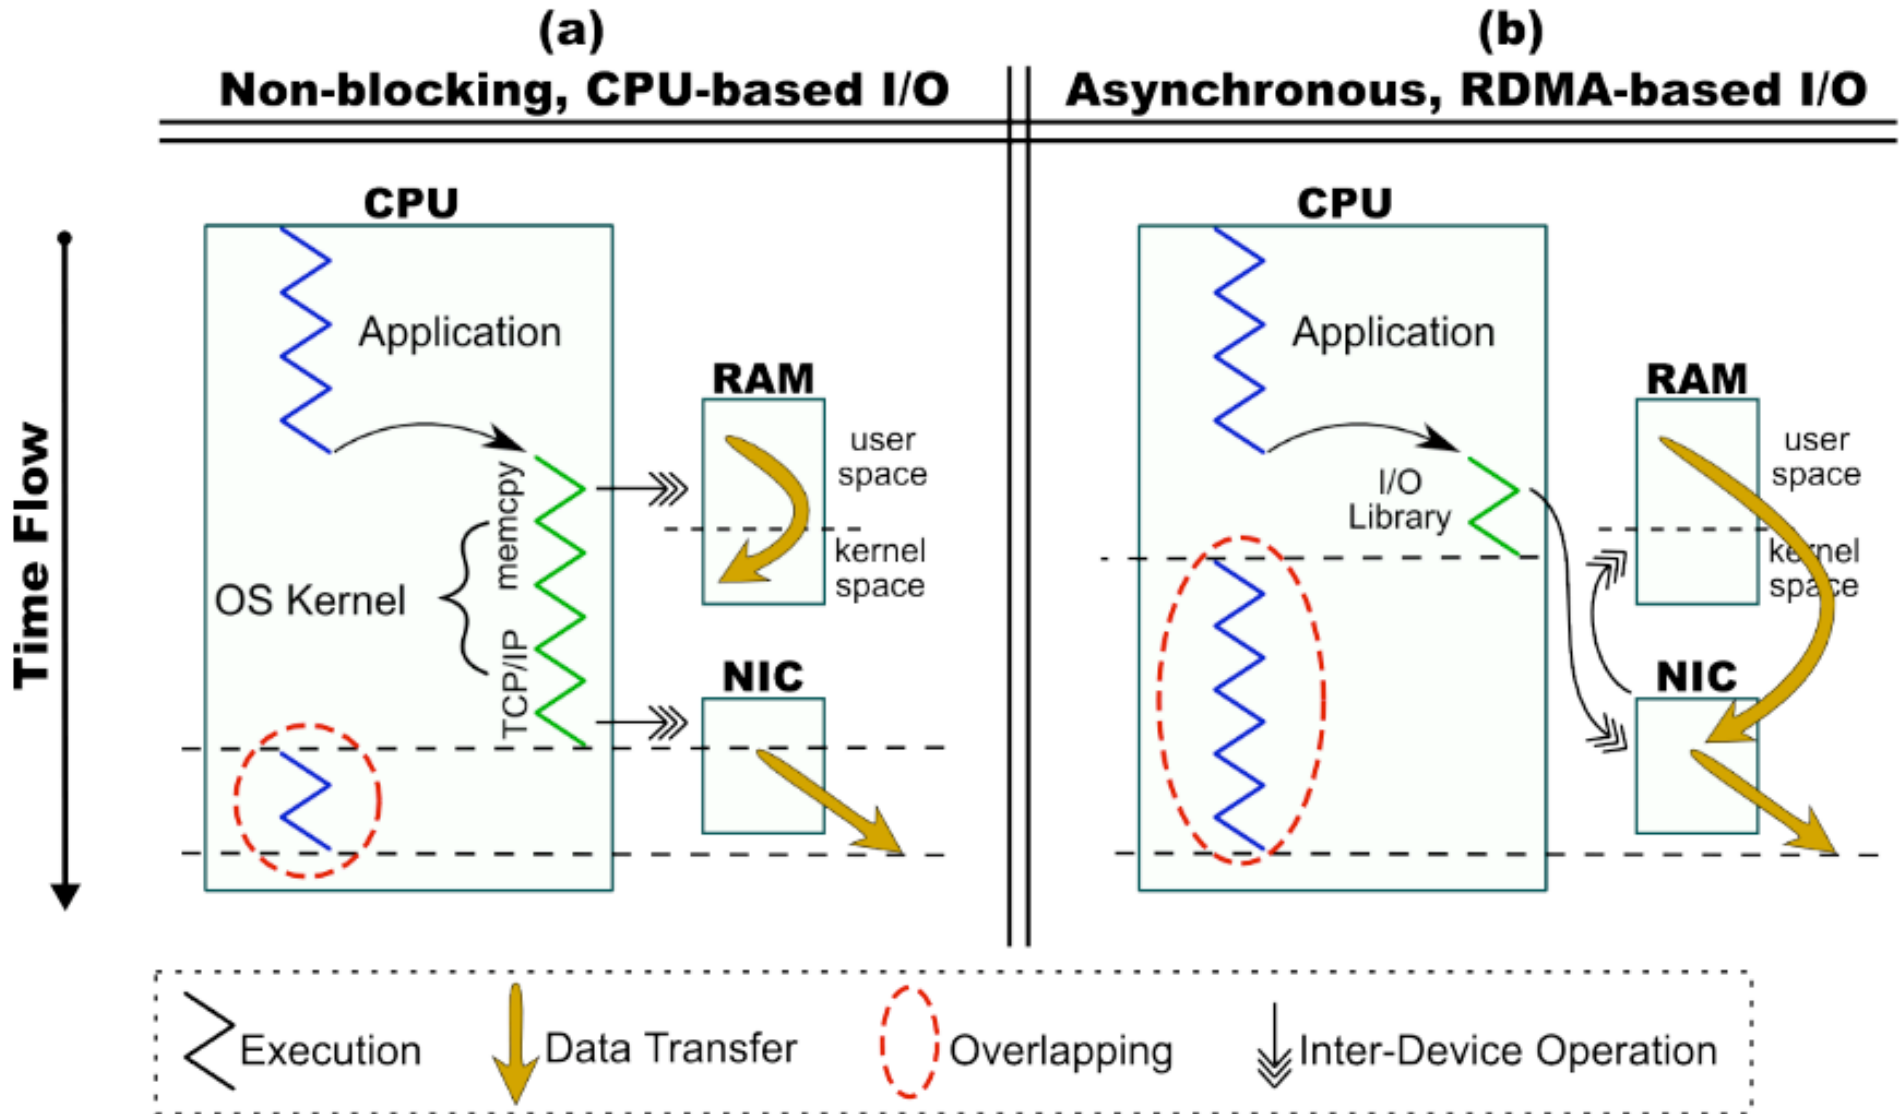 (a)
Non-blocking, CPU-based I/O
(b)
Asynchronous, RDMA-based I/O
Time Flow
CPU
Application
OS Kernel
memcpy
TCP/IP
RAM
user
space
kernel
space
NIC
CPU
Application
I/O
Library
RAM
user
space
kernel
space
NIC
Execution
Data Transfer
Overlapping
Inter-Device Operation